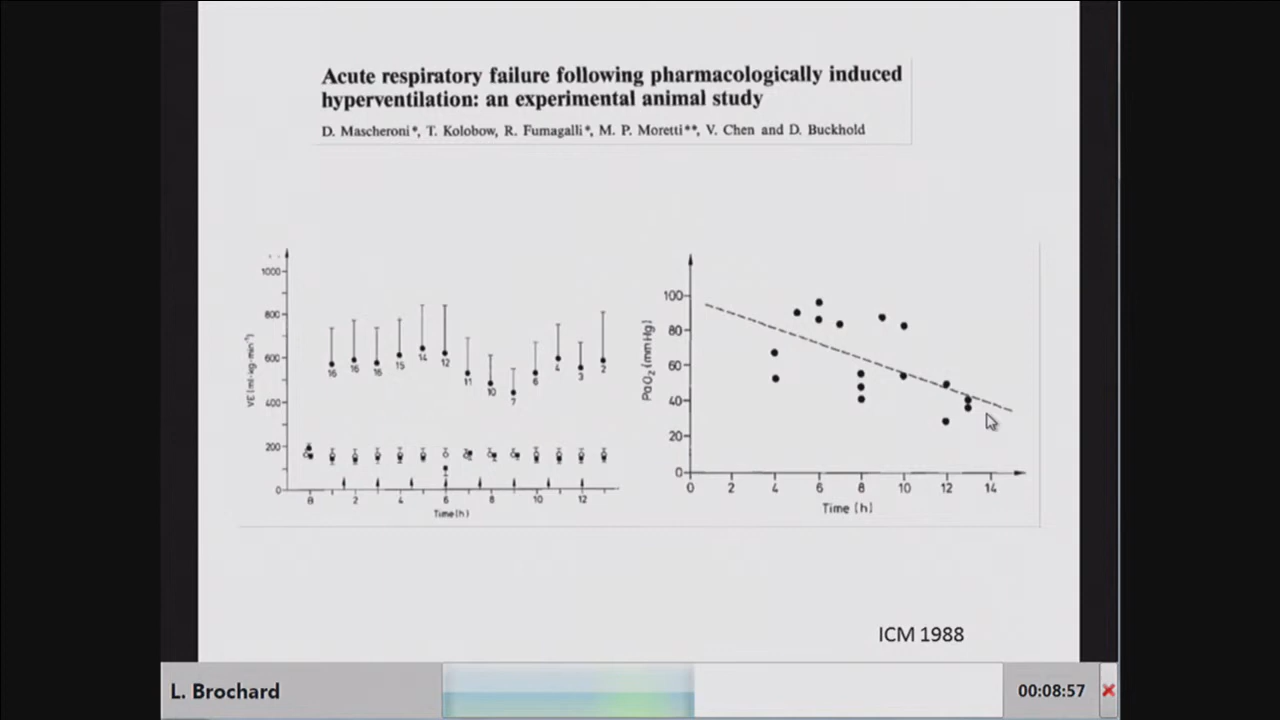 Acute respiratory failure following pharmacologically induced
hyperventilation: an experimental animal study
D. Mascheroni*, T. Kolobow, R. Fumagalli*, M. P. Moretti**, V. Chen and D. Buckhold
1000
800
600
400
200
0
V̇E (ml·kg·min⁻¹)
16 16 16 15 14 12 11 10 7 6 4 3 2
B 2 4 6 8 10 12
Time (h)
100
80
60
40
20
0
PaO₂ (mmHg)
0 2 4 6 8 10 12 14
Time (h)
ICM 1988
L. Brochard
00:08:57